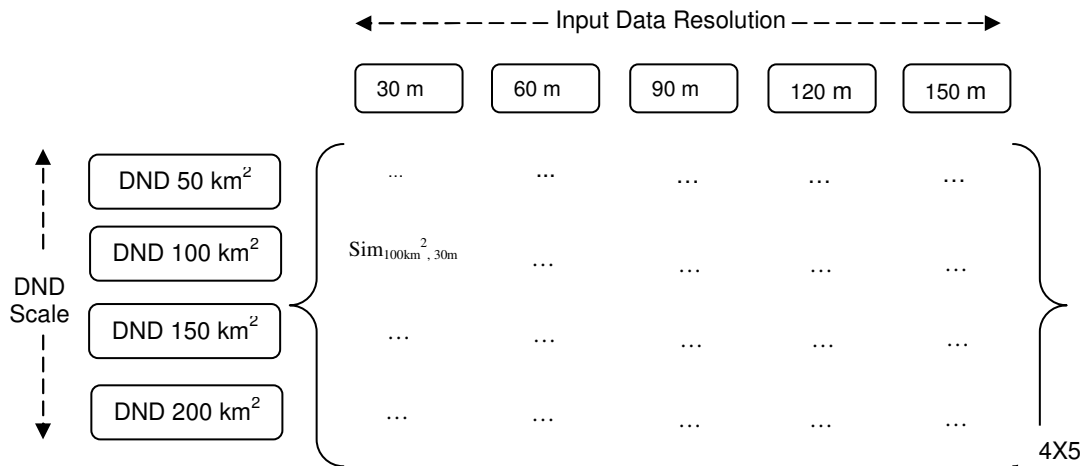 Input Data Resolution
30 m 60 m 90 m 120 m 150 m
DND 50 km² ... ... ... ... ...
DND 100 km² Sim100km², 30m ... ... ... ...
DND Scale
DND 150 km² ... ... ... ... ...
DND 200 km² ... ... ... ... ...
4X5